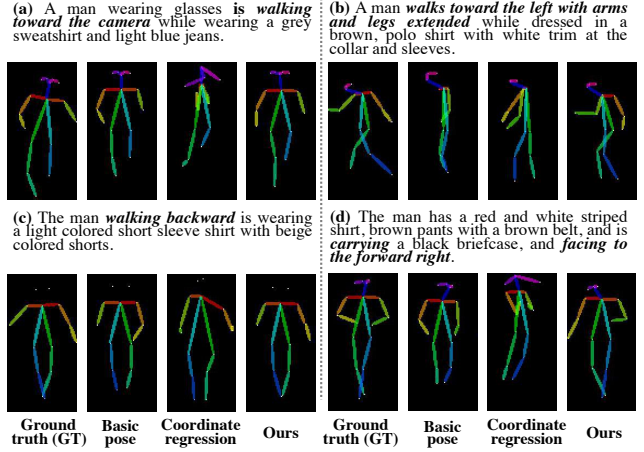 (a) A man wearing glasses is walking
toward the camera while wearing a grey
sweatshirt and light blue jeans.
(b) A man walks toward the left with arms
and legs extended while dressed in a
brown, polo shirt with white trim at the
collar and sleeves.
(c) The man walking backward is wearing
a light colored short sleeve shirt with beige
colored shorts.
(d) The man has a red and white striped
shirt, brown pants with a brown belt, and is
carrying a black briefcase, and facing to
the forward right.
Ground
truth (GT)
Basic
pose
Coordinate
regression
Ours
Ground
truth (GT)
Basic
pose
Coordinate
regression
Ours